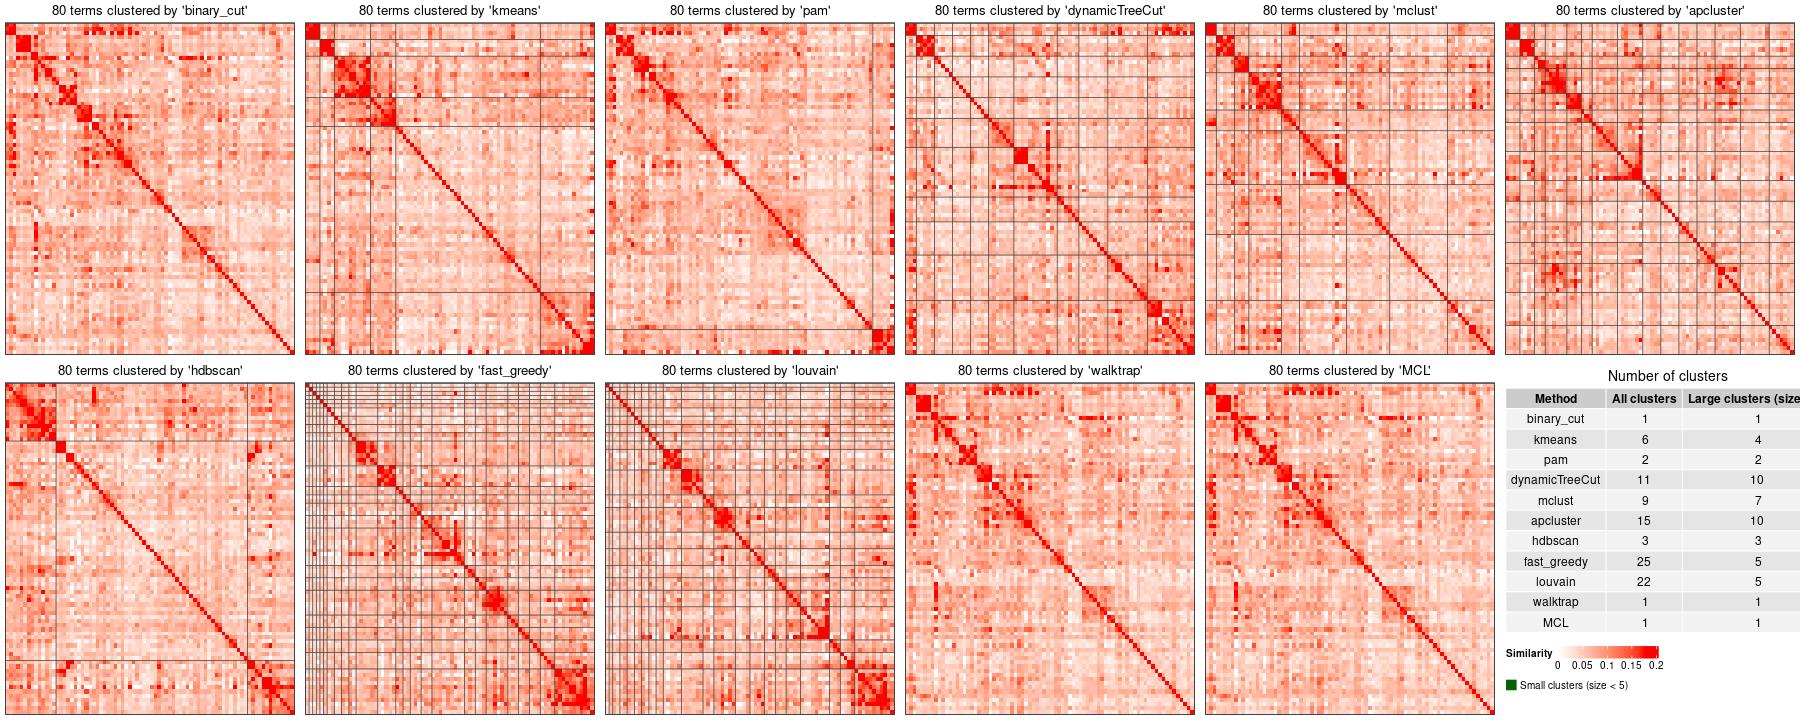 80 terms clustered by 'binary_cut'
80 terms clustered by 'kmeans'
80 terms clustered by 'pam'
80 terms clustered by 'dynamicTreeCut'
80 terms clustered by 'mclust'
80 terms clustered by 'apcluster'
80 terms clustered by 'hdbscan'
80 terms clustered by 'fast_greedy'
80 terms clustered by 'louvain'
80 terms clustered by 'walktrap'
80 terms clustered by 'MCL'
Number of clusters
Method All clusters Large clusters (size
binary_cut 1 1
kmeans 6 4
pam 2 2
dynamicTreeCut 11 10
mclust 9 7
apcluster 15 10
hdbscan 3 3
fast_greedy 25 5
louvain 22 5
walktrap 1 1
MCL 1 1
Similarity
0 0.05 0.1 0.15 0.2
Small clusters (size < 5)